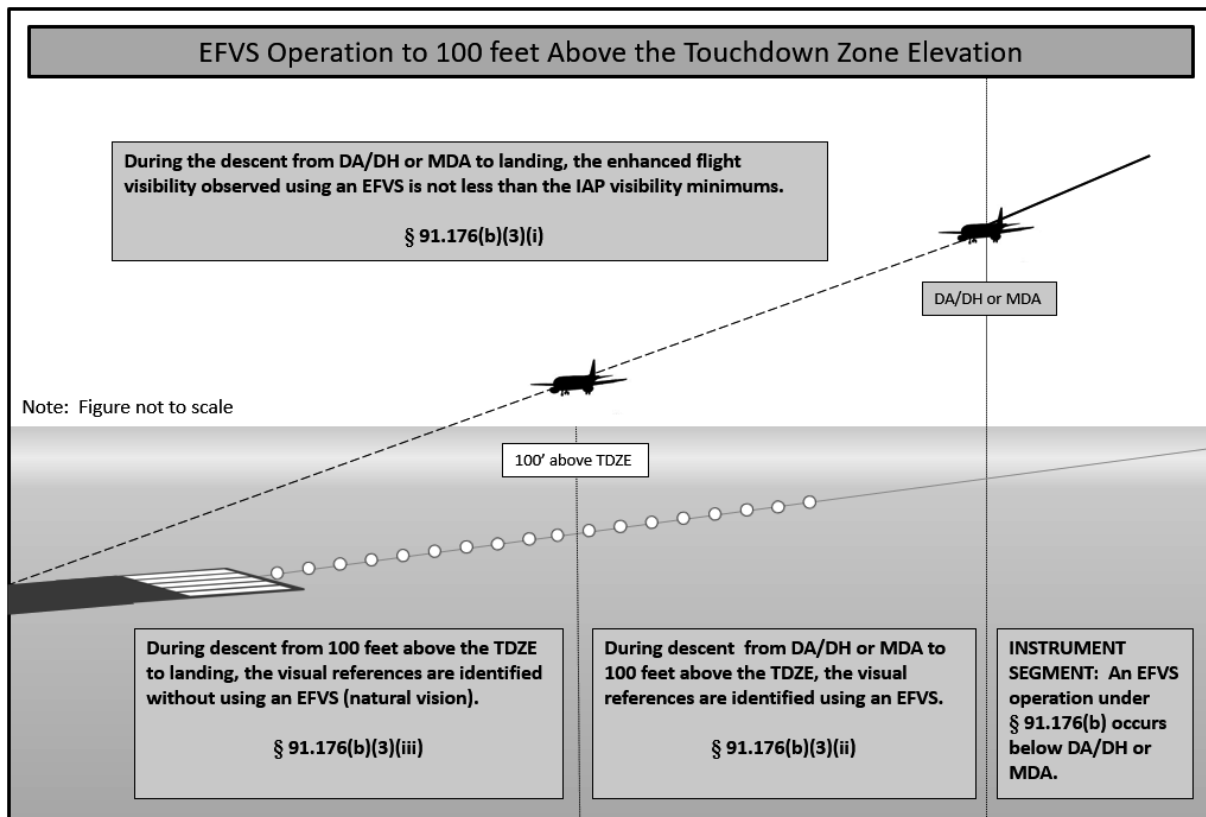 EFVS Operation to 100 feet Above the Touchdown Zone Elevation
During the descent from DA/DH or MDA to landing, the enhanced flight
visibility observed using an EFVS is not less than the IAP visibility minimums.
§ 91.176(b)(3)(i)
DA/DH or MDA
Note: Figure not to scale
100' above TDZE
During descent from 100 feet above the TDZE
to landing, the visual references are identified
without using an EFVS (natural vision).
§ 91.176(b)(3)(iii)
During descent from DA/DH or MDA to
100 feet above the TDZE, the visual
references are identified using an EFVS.
§ 91.176(b)(3)(ii)
INSTRUMENT
SEGMENT: An EFVS
operation under
§ 91.176(b) occurs
below DA/DH or
MDA.